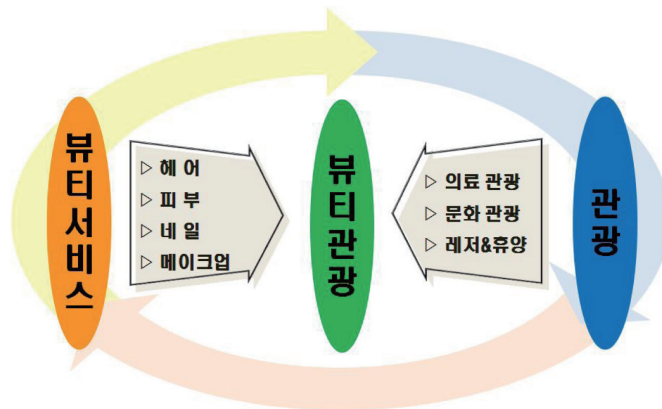 뷰티서비스
▷ 헤 어
▷ 피 부
▷ 네 일
▷ 메이크업
뷰티관광
▷ 의료 관광
▷ 문화 관광
▷ 레저&휴양
관광